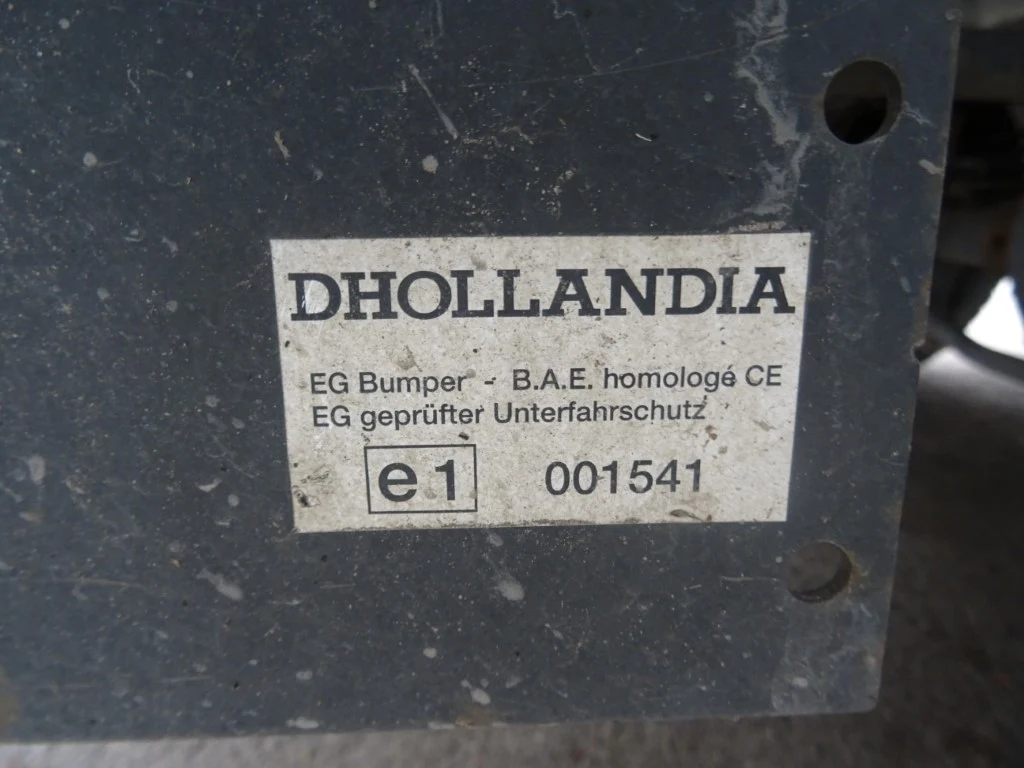 DHOLLANDIA
EG Bumper - B.A.E. homologé CE
EG geprüfter Unterfahrschutz
e1 001541